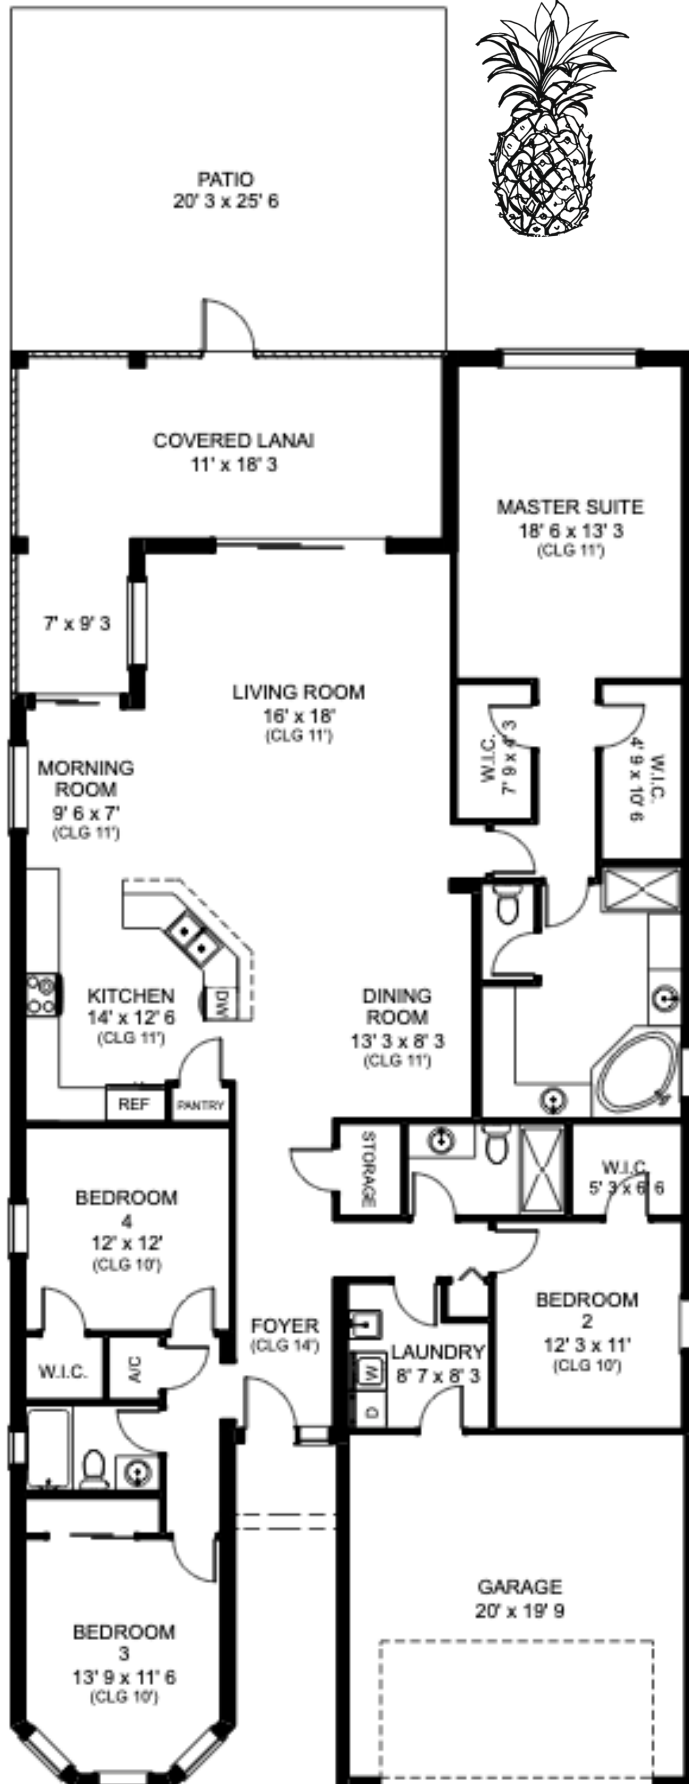 PATIO
20' 3 x 25' 6
COVERED LANAI
11' x 18' 3
MASTER SUITE
18' 6 x 13' 3
(CLG 11')
7' x 9' 3
LIVING ROOM
16' x 18'
(CLG 11')
W.I.C.
7' 9 x 4' 3
W.I.C.
4' 9 x 10' 6
MORNING
ROOM
9' 6 x 7'
(CLG 11')
KITCHEN
14' x 12' 6
(CLG 11')
DW
DINING
ROOM
13' 3 x 8' 3
(CLG 11')
REF
PANTRY
STORAGE
W.I.C.
5' 3 x 6' 6
BEDROOM
4
12' x 12'
(CLG 10')
FOYER
(CLG 14')
BEDROOM
2
12' 3 x 11'
(CLG 10')
LAUNDRY
8' 7 x 8' 3
W
D
W.I.C.
A/C
GARAGE
20' x 19' 9
BEDROOM
3
13' 9 x 11' 6
(CLG 10')